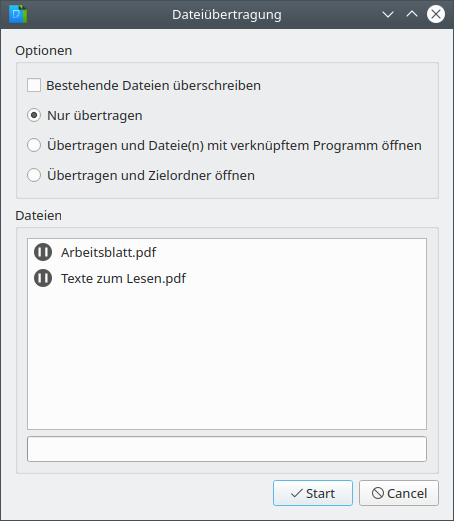 Dateiübertragung
Optionen
Bestehende Dateien überschreiben
Nur übertragen
Übertragen und Dateie(n) mit verknüpftem Programm öffnen
Übertragen und Zielordner öffnen
Dateien
Arbeitsblatt.pdf
Texte zum Lesen.pdf
Start Cancel